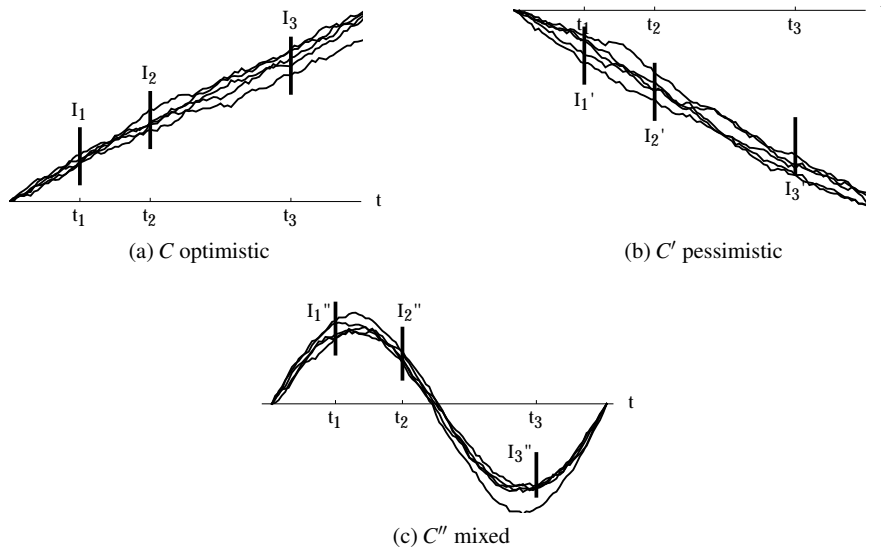 I1
I2
I3
t1
t2
t3
t
(a) C optimistic
t1
t2
t3
I1'
I2'
I3'
(b) C′ pessimistic
I1''
I2''
t1
t2
t3
t
I3''
(c) C″ mixed